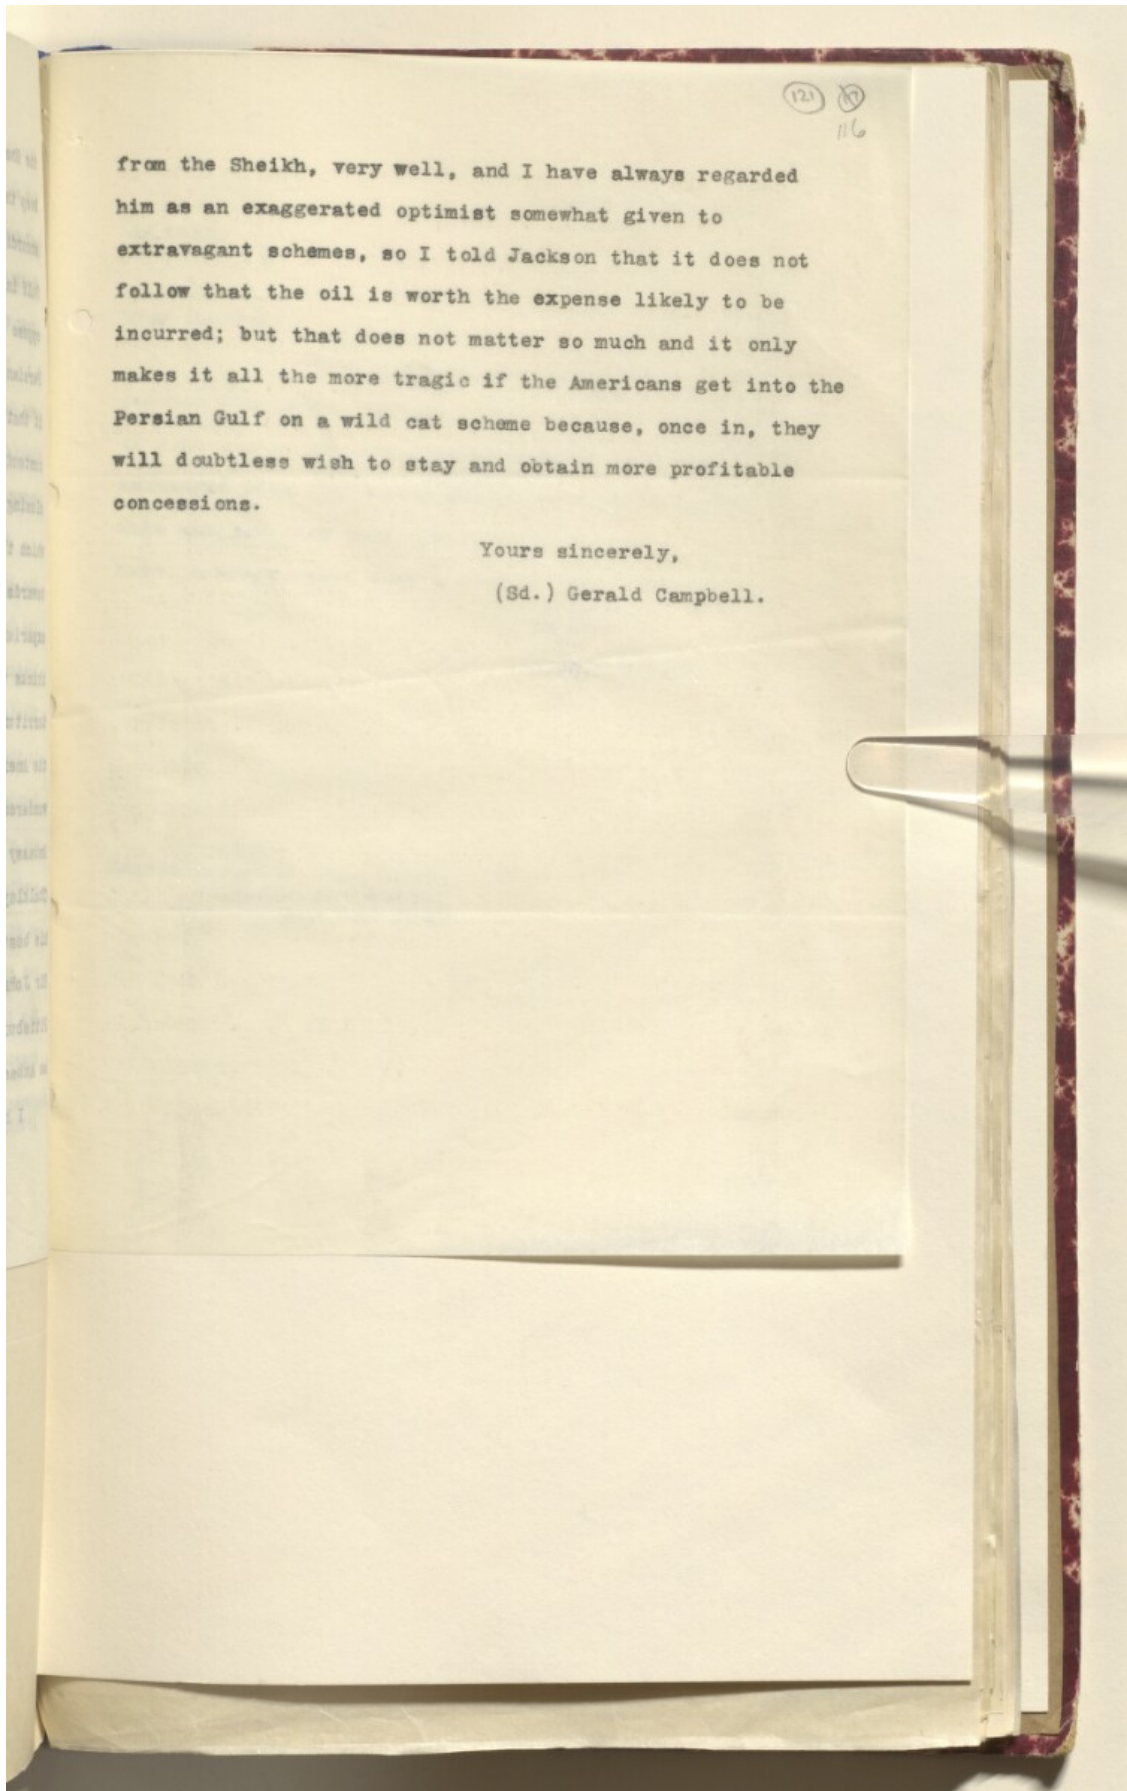 121 117
116
from the Sheikh, very well, and I have always regarded
him as an exaggerated optimist somewhat given to
extravagant schemes, so I told Jackson that it does not
follow that the oil is worth the expense likely to be
incurred; but that does not matter so much and it only
makes it all the more tragic if the Americans get into the
Persian Gulf on a wild cat scheme because, once in, they
will doubtless wish to stay and obtain more profitable
concessions.
Yours sincerely,
(Sd.) Gerald Campbell.